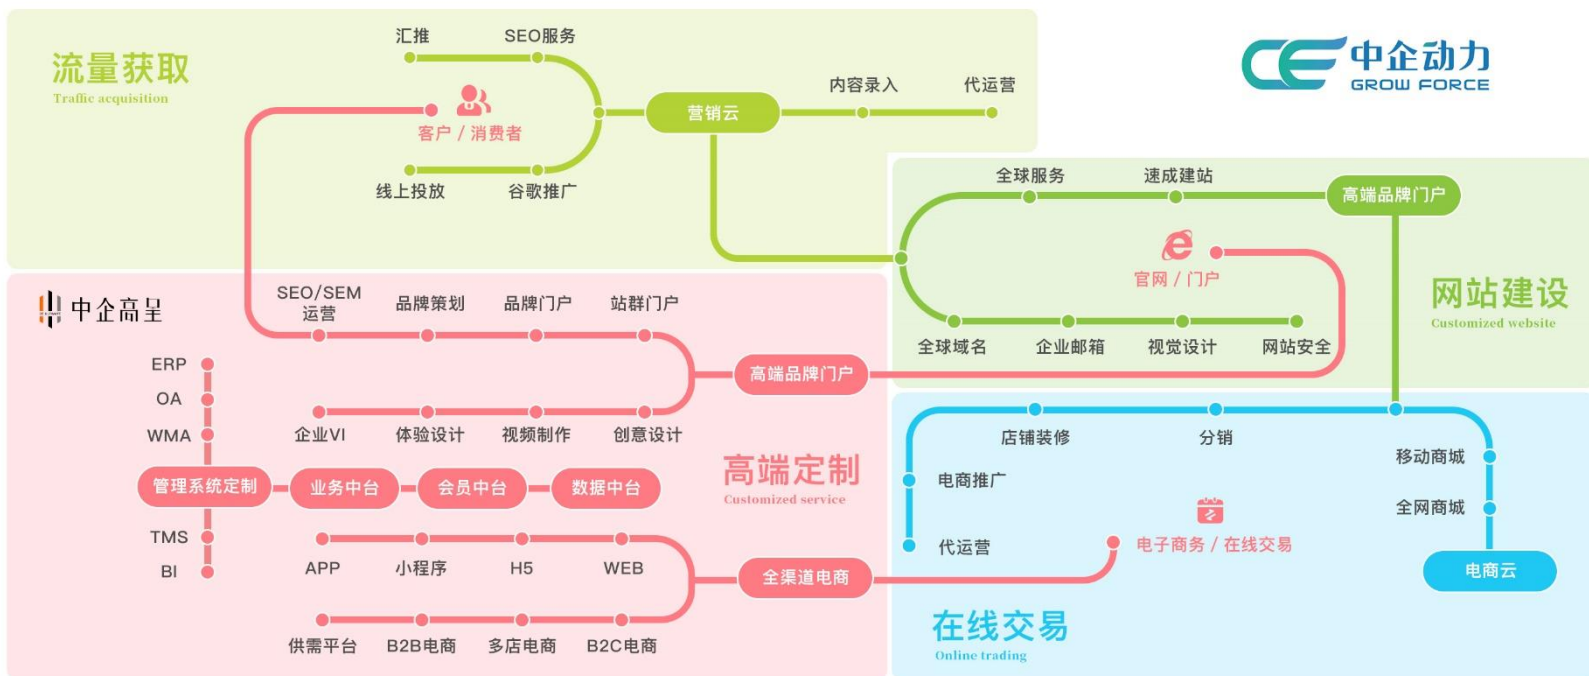 流量获取
Traffic acquisition
汇推
SEO服务
客户 / 消费者
线上投放
谷歌推广
营销云
内容录入
代运营
中企动力
GROW FORCE
全球服务
速成建站
高端品牌门户
官网 / 门户
全球域名
企业邮箱
视觉设计
网站安全
网站建设
Customized website
中企高呈
SEO/SEM
运营
品牌策划
品牌门户
站群门户
高端品牌门户
企业VI
体验设计
视频制作
创意设计
ERP
OA
WMA
管理系统定制
业务中台
会员中台
数据中台
TMS
BI
高端定制
Customized service
APP
小程序
H5
WEB
全渠道电商
供需平台
B2B电商
多店电商
B2C电商
店铺装修
分销
移动商城
电商推广
全网商城
代运营
电子商务 / 在线交易
电商云
在线交易
Online trading